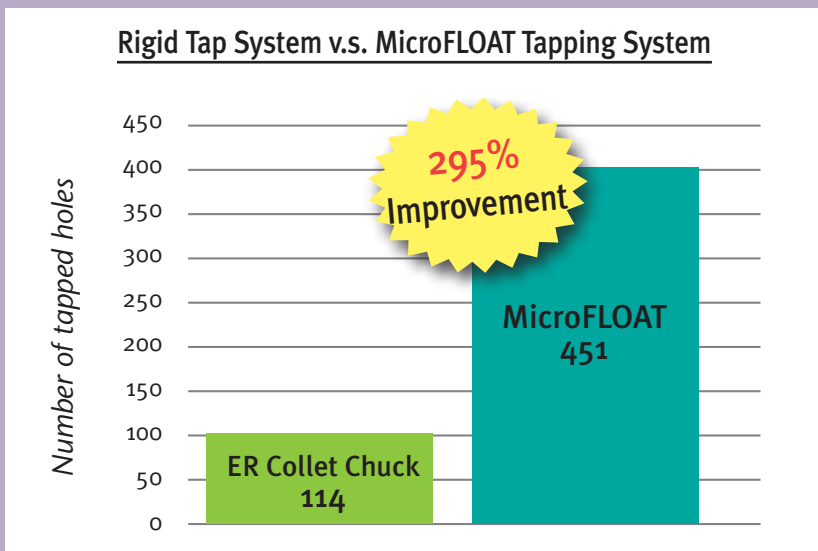 Rigid Tap System v.s. MicroFLOAT Tapping System
450
400
350
300
250
200
150
100
50
0
Number of tapped holes
295%
Improvement
ER Collet Chuck
114
MicroFLOAT
451